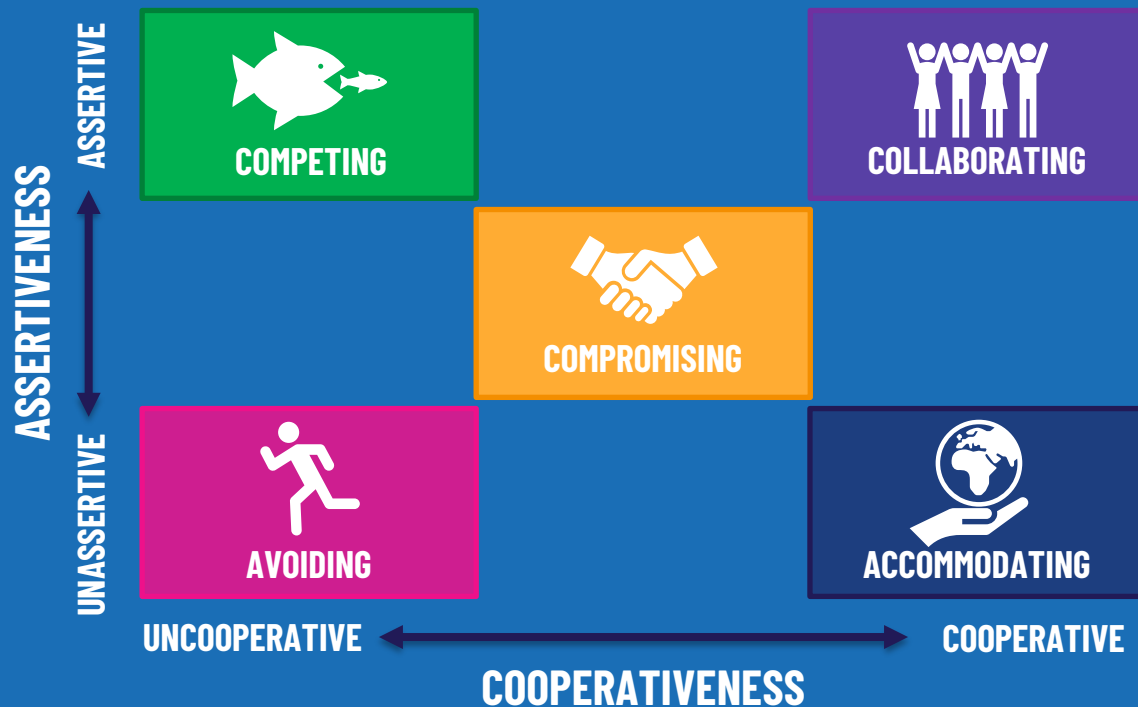 ASSERTIVENESS
ASSERTIVE
UNASSERTIVE
COMPETING
COLLABORATING
COMPROMISING
AVOIDING
ACCOMMODATING
UNCOOPERATIVE
COOPERATIVE
COOPERATIVENESS